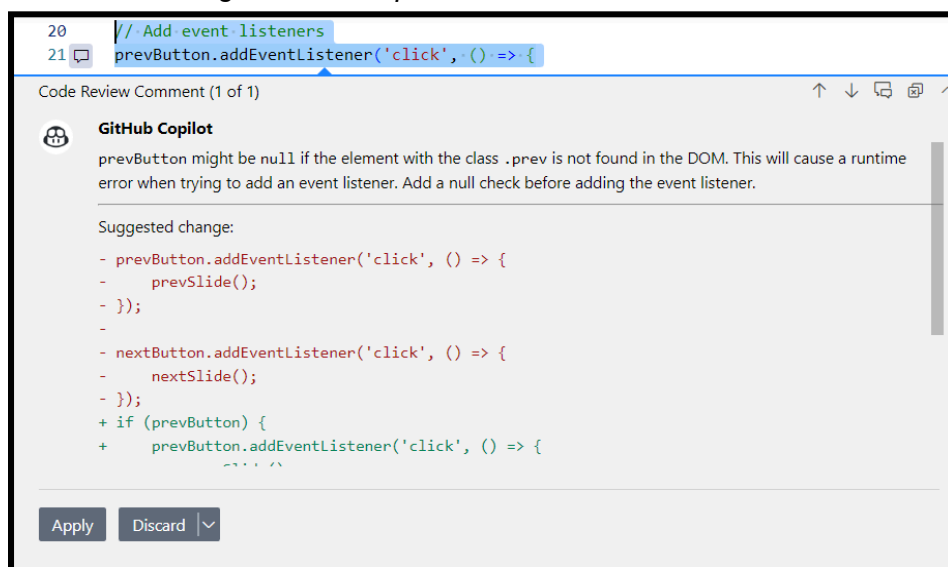 20 // Add event listeners
21 prevButton.addEventListener('click', () => {
Code Review Comment (1 of 1)
GitHub Copilot
prevButton might be null if the element with the class .prev is not found in the DOM. This will cause a runtime
error when trying to add an event listener. Add a null check before adding the event listener.
Suggested change:
- prevButton.addEventListener('click', () => {
-     prevSlide();
- });
-
- nextButton.addEventListener('click', () => {
-     nextSlide();
- });
+ if (prevButton) {
+     prevButton.addEventListener('click', () => {
Apply
Discard